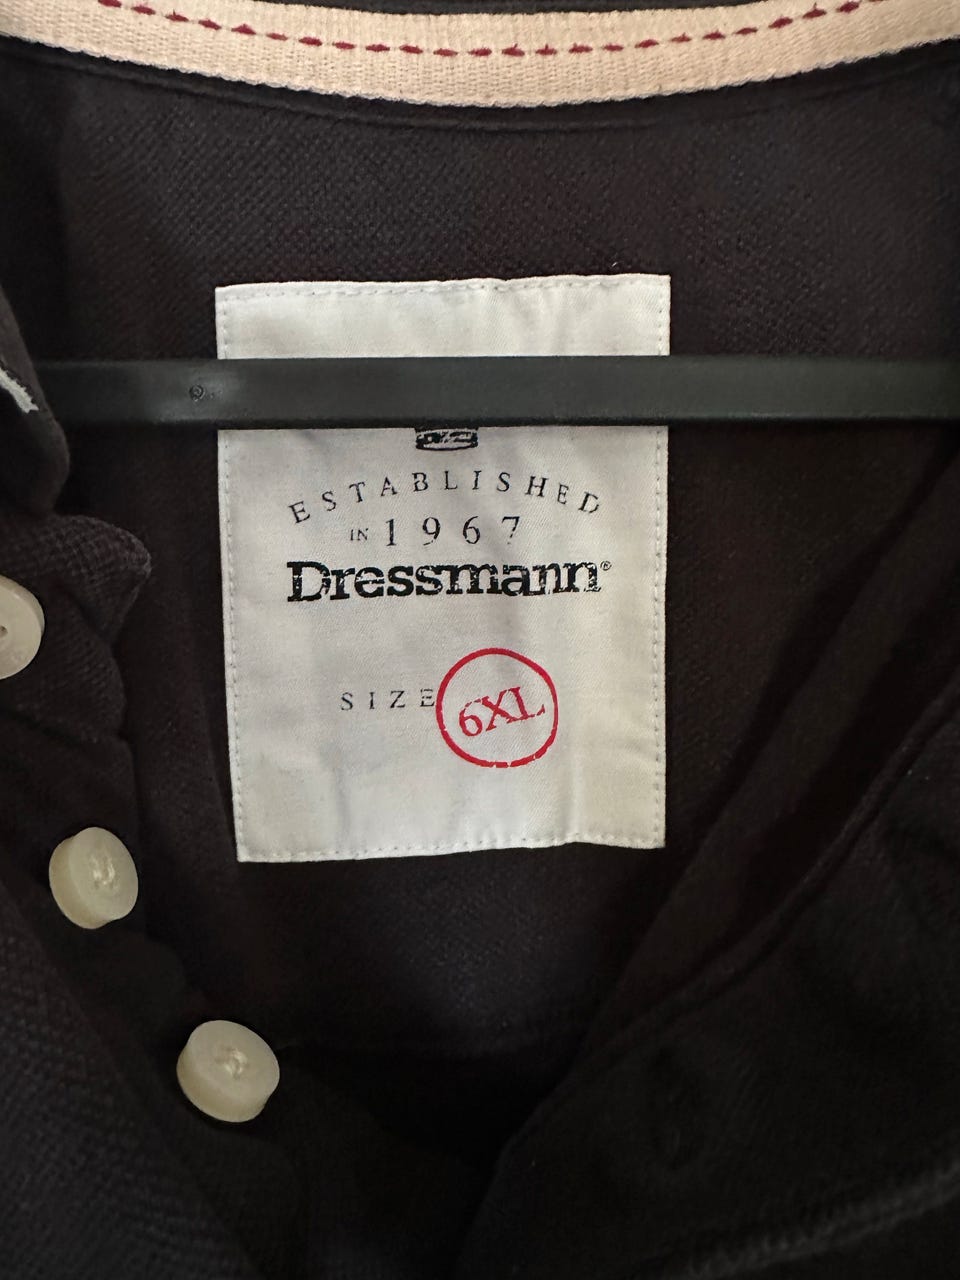 ESTABLISHED
IN 1967
Dressmann®
SIZE 6XL